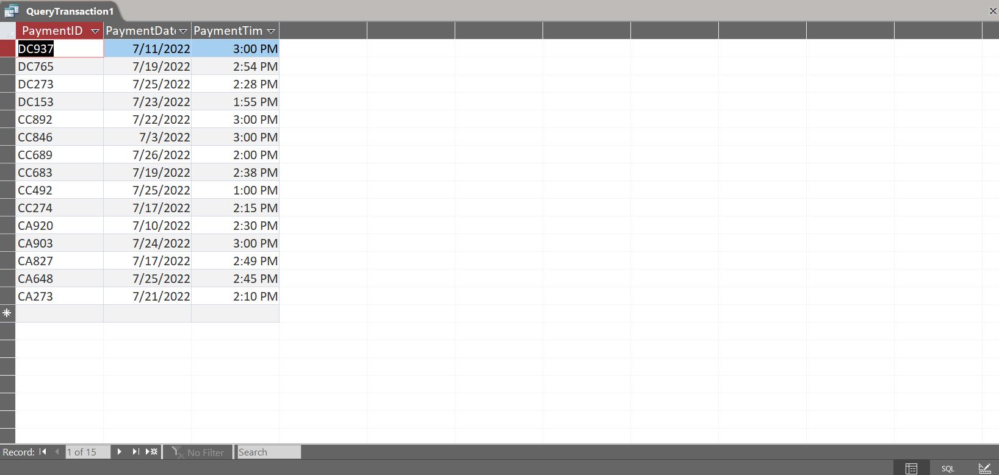 QueryTransaction1
PaymentID PaymentDat PaymentTim
DC937 7/11/2022 3:00 PM
DC765 7/19/2022 2:54 PM
DC273 7/25/2022 2:28 PM
DC153 7/23/2022 1:55 PM
CC892 7/22/2022 3:00 PM
CC846 7/3/2022 3:00 PM
CC689 7/26/2022 2:00 PM
CC683 7/19/2022 2:38 PM
CC492 7/25/2022 1:00 PM
CC274 7/17/2022 2:15 PM
CA920 7/10/2022 2:30 PM
CA903 7/24/2022 3:00 PM
CA827 7/17/2022 2:49 PM
CA648 7/25/2022 2:45 PM
CA273 7/21/2022 2:10 PM
Record: 1 of 15 No Filter Search
SQL